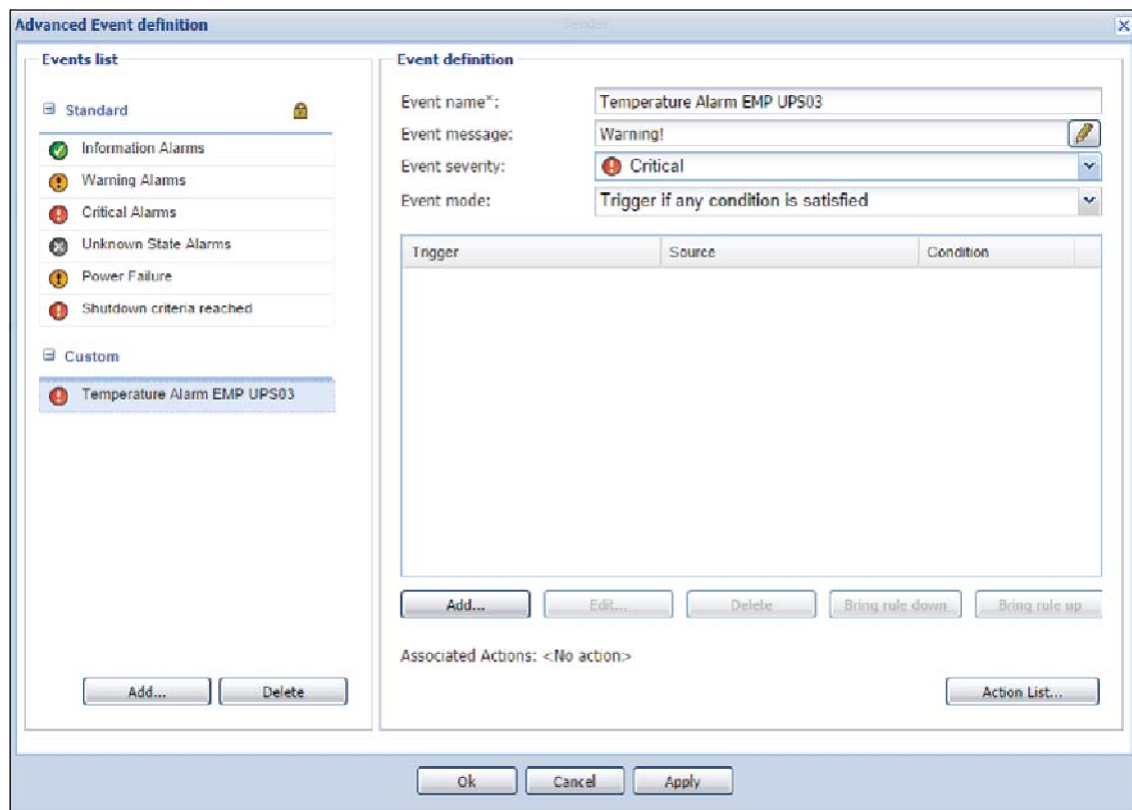 Advanced Event definition
Sender
Events list
Standard
Information Alarms
Warning Alarms
Critical Alarms
Unknown State Alarms
Power Failure
Shutdown criteria reached
Custom
Temperature Alarm EMP UPS03
Add...
Delete
Event definition
Event name*: Temperature Alarm EMP UPS03
Event message: Warning!
Event severity: Critical
Event mode: Trigger if any condition is satisfied
Trigger Source Condition
Add... Edit... Delete Bring rule down Bring rule up
Associated Actions: <No action>
Action List...
Ok Cancel Apply